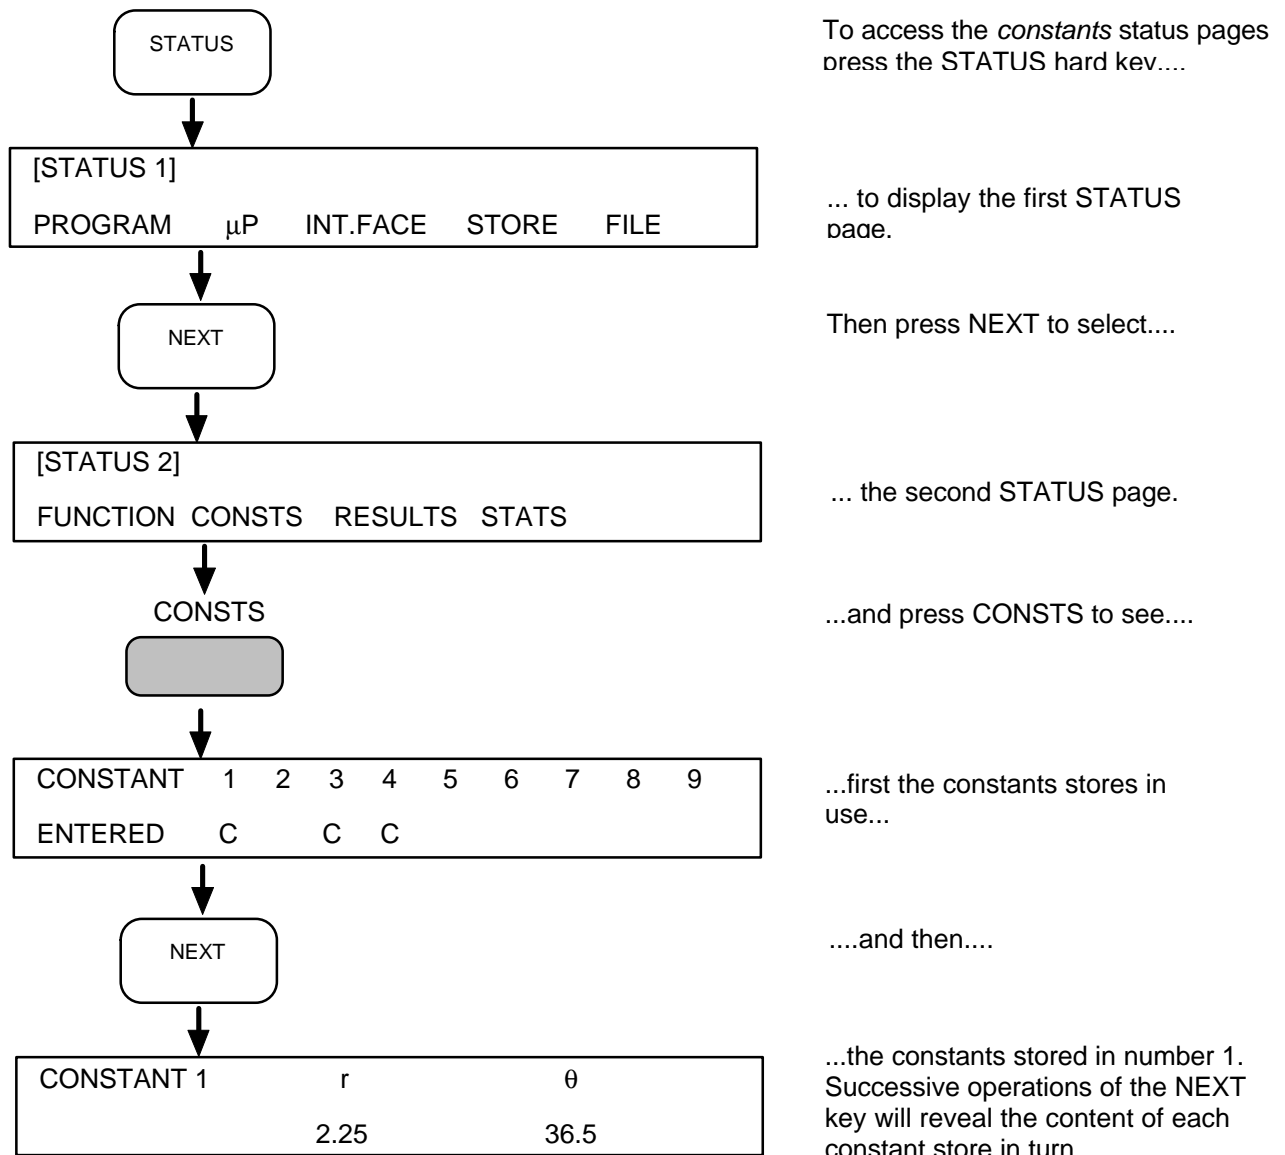 STATUS
To access the constants status pages
press the STATUS hard key....
[STATUS 1]
PROGRAM μP INT.FACE STORE FILE
... to display the first STATUS
page.
NEXT
Then press NEXT to select....
[STATUS 2]
FUNCTION CONSTS RESULTS STATS
... the second STATUS page.
CONSTS
...and press CONSTS to see....
CONSTANT 1 2 3 4 5 6 7 8 9
ENTERED C C C
...first the constants stores in
use...
NEXT
....and then....
CONSTANT 1 r θ
2.25 36.5
...the constants stored in number 1.
Successive operations of the NEXT
key will reveal the content of each
constant store in turn